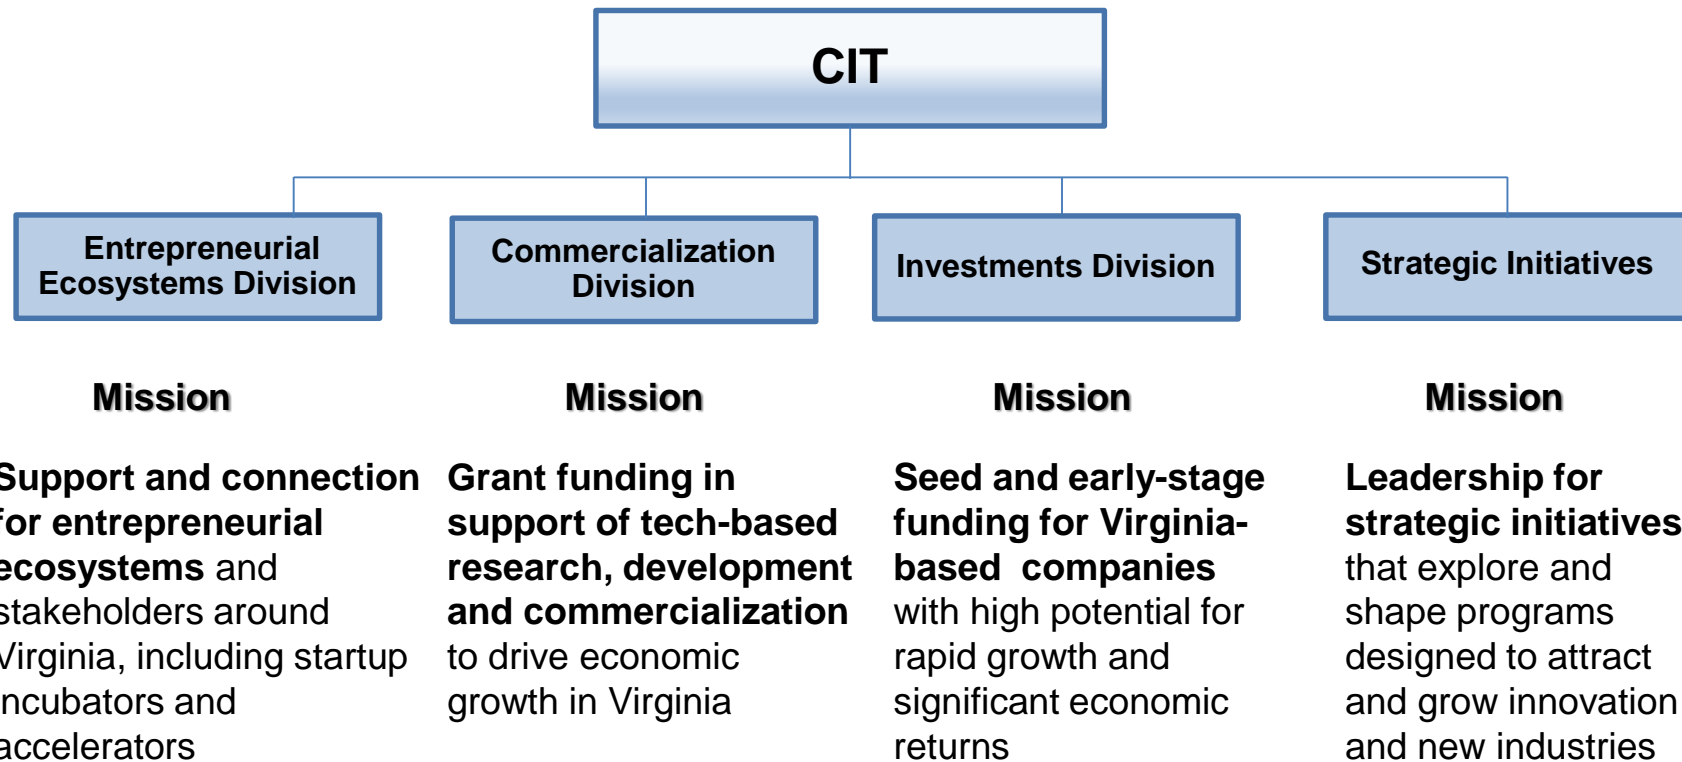 CIT
Entrepreneurial
Ecosystems Division
Commercialization
Division
Investments Division
Strategic Initiatives
Mission
Support and connection
for entrepreneurial
ecosystems and
stakeholders around
Virginia, including startup
incubators and
accelerators
Mission
Grant funding in
support of tech-based
research, development
and commercialization
to drive economic
growth in Virginia
Mission
Seed and early-stage
funding for Virginia-
based companies
with high potential for
rapid growth and
significant economic
returns
Mission
Leadership for
strategic initiatives
that explore and
shape programs
designed to attract
and grow innovation
and new industries